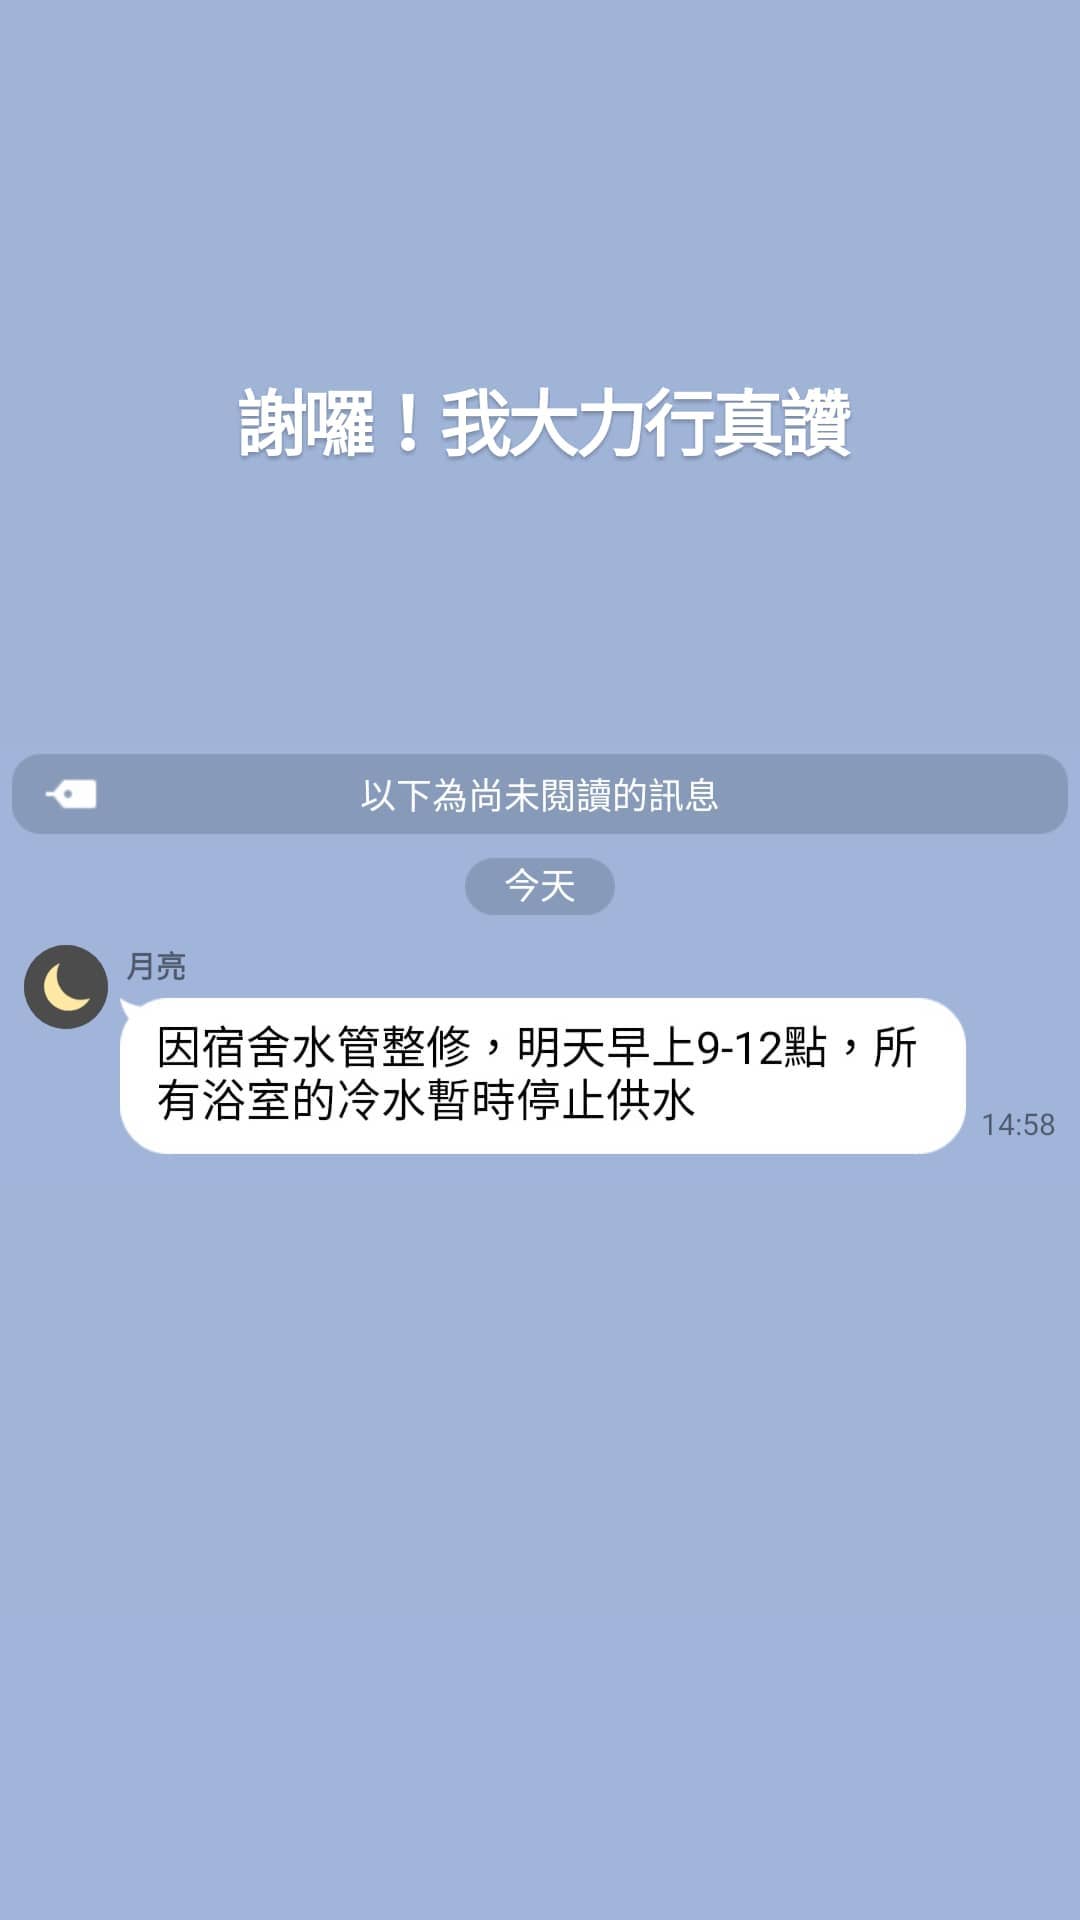 謝囉！我大力行真讚
以下為尚未閱讀的訊息
今天
月亮
因宿舍水管整修，明天早上9-12點，所
有浴室的冷水暫時停止供水
14:58